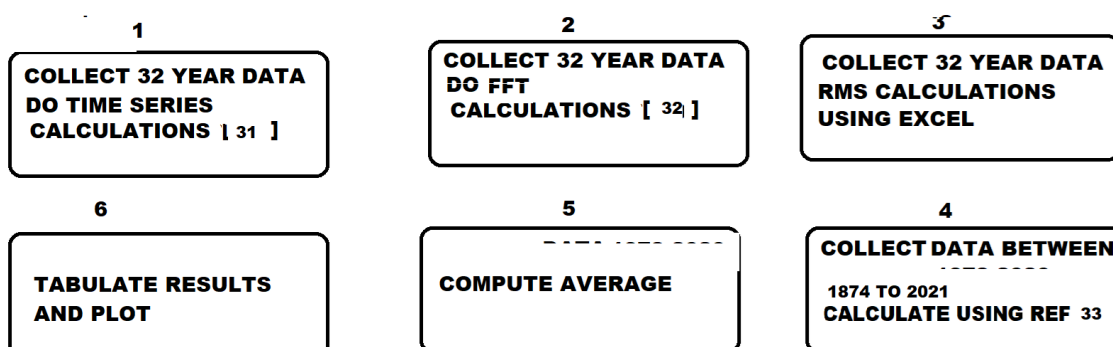 1
COLLECT 32 YEAR DATA
DO TIME SERIES
CALCULATIONS [ 31 ]
2
COLLECT 32 YEAR DATA
DO FFT
CALCULATIONS [ 32 ]
3
COLLECT 32 YEAR DATA
RMS CALCULATIONS
USING EXCEL
6
TABULATE RESULTS
AND PLOT
5
COMPUTE AVERAGE
4
COLLECT DATA BETWEEN
1874 TO 2021
CALCULATE USING REF 33